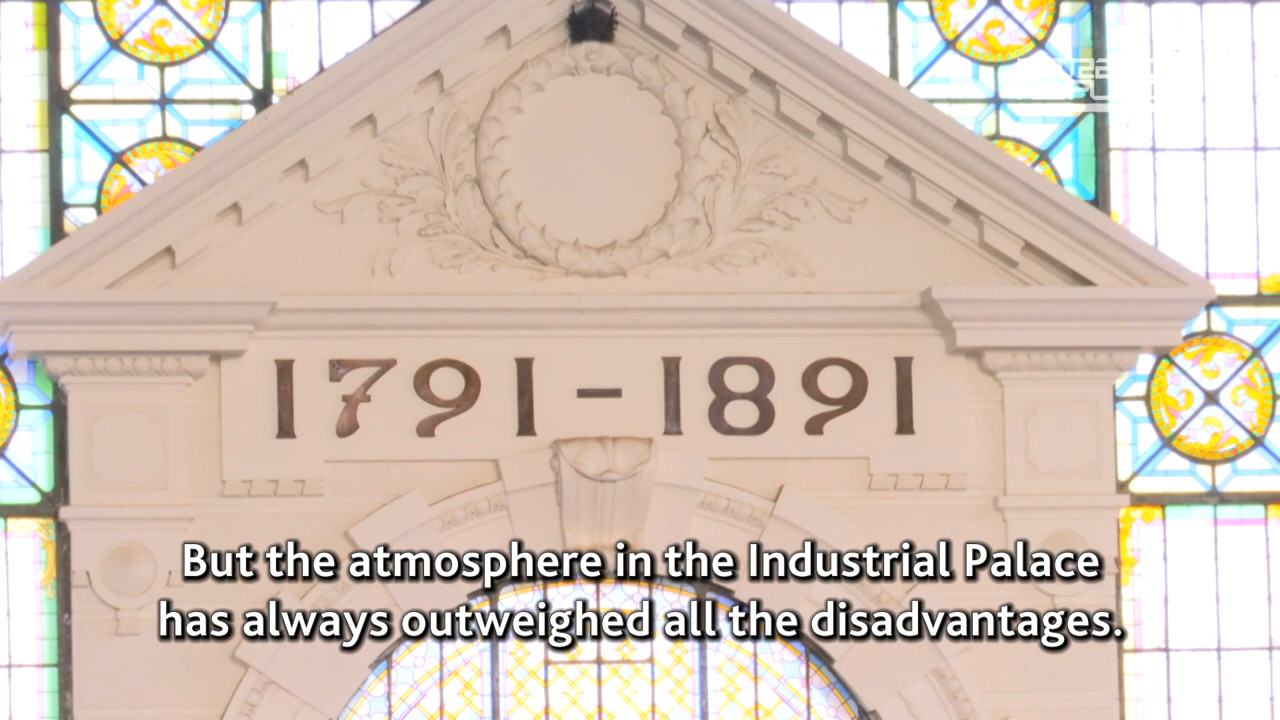 1791-1891
But the atmosphere in the Industrial Palace
has always outweighed all the disadvantages.